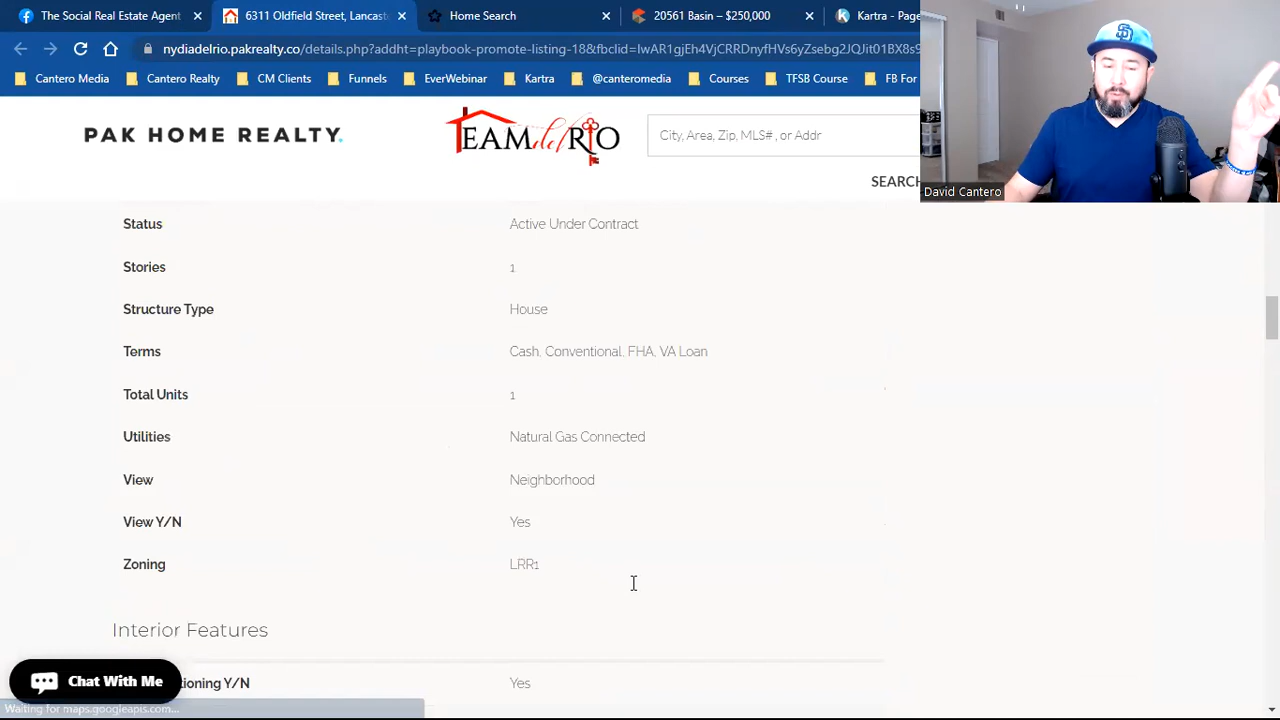 The Social Real Estate Agent
6311 Oldfield Street, Lancast
Home Search
20561 Basin – $250,000
Kartra - Page
nydiadelrio.pakrealty.co/details.php?addht=playbook-promote-listing-18&fbclid=IwAR1gjEh4VjCRRDnyfHVs6yZsebg2JQJit01BX8s9
Cantero Media
Cantero Realty
CM Clients
Funnels
EverWebinar
Kartra
@canteromedia
Courses
TFSB Course
FB For
David Cantero
PAK HOME REALTY.
TEAM del RIO
City, Area, Zip, MLS# , or Addr
SEARCH
Status Active Under Contract
Stories 1
Structure Type House
Terms Cash, Conventional, FHA, VA Loan
Total Units 1
Utilities Natural Gas Connected
View Neighborhood
View Y/N Yes
Zoning LRR1
Interior Features
tioning Y/N Yes
Chat With Me
Waiting for maps.googleapis.com...
SD